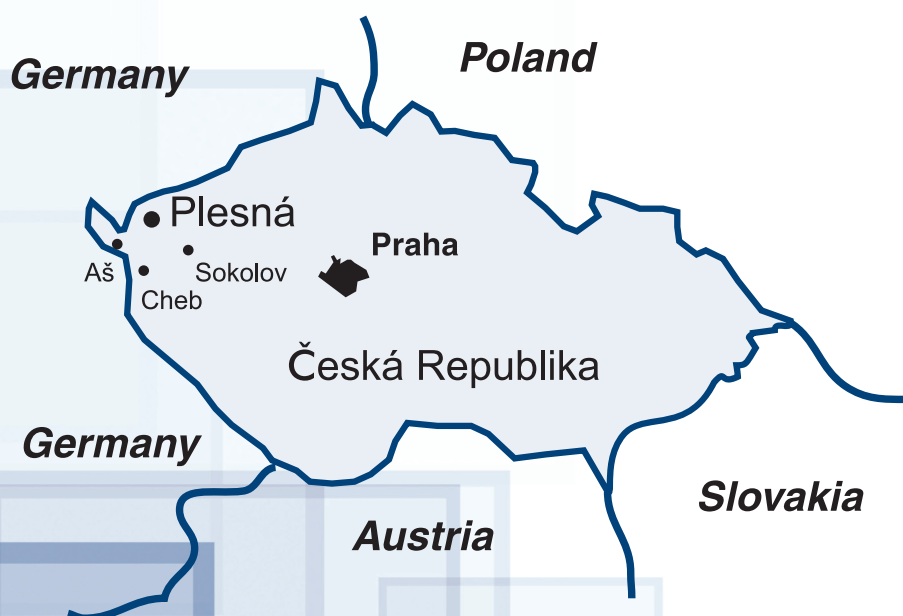 Germany
Poland
Plesná
Praha
Aš
Sokolov
Cheb
Česká Republika
Germany
Slovakia
Austria